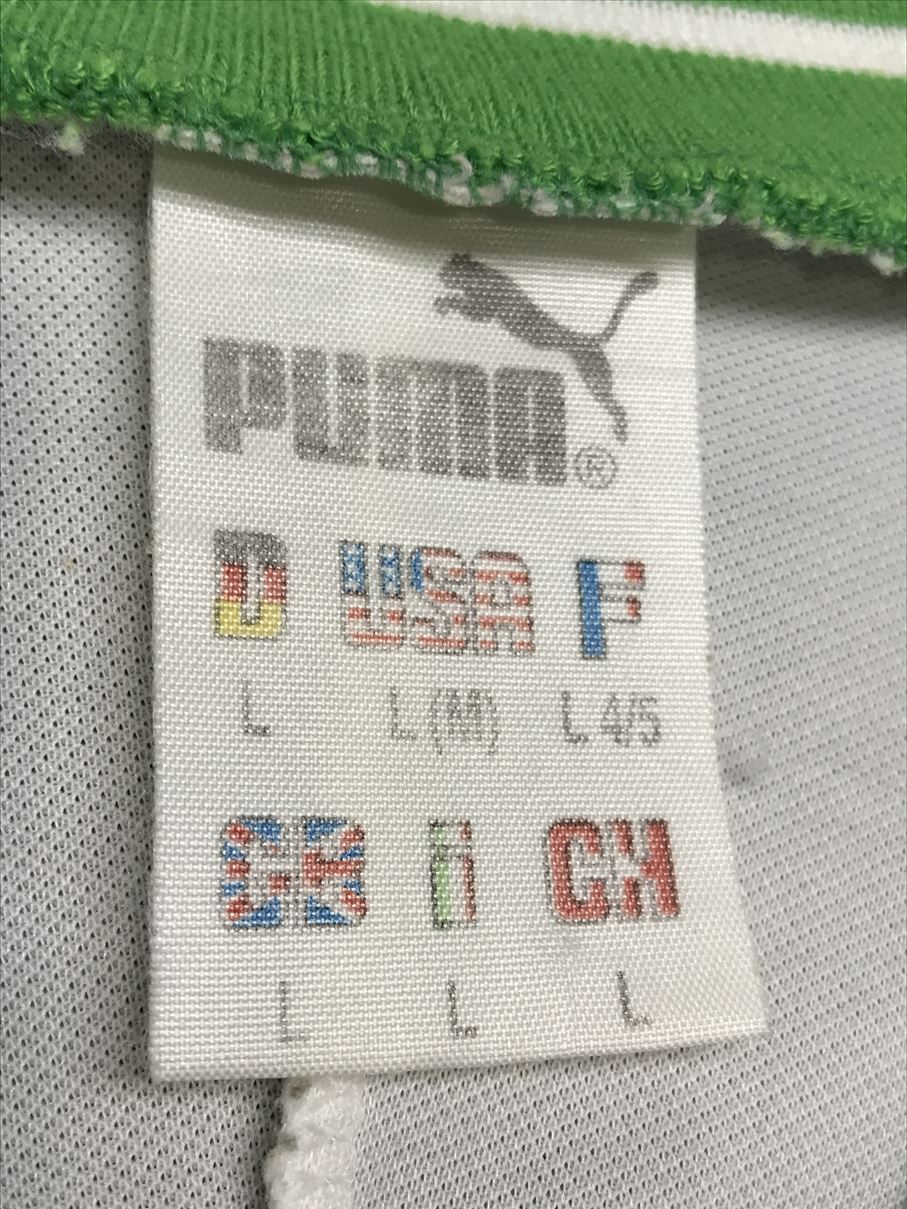 PUMA®
D USA F
L L(M) L 4/5
GB i CH
L L L